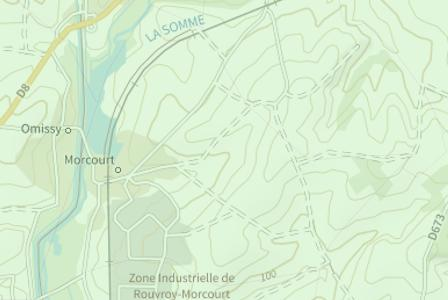 LA SOMME
D8
Omissy
Morcourt
D673
Zone Industrielle de
Rouvroy-Morcourt
100